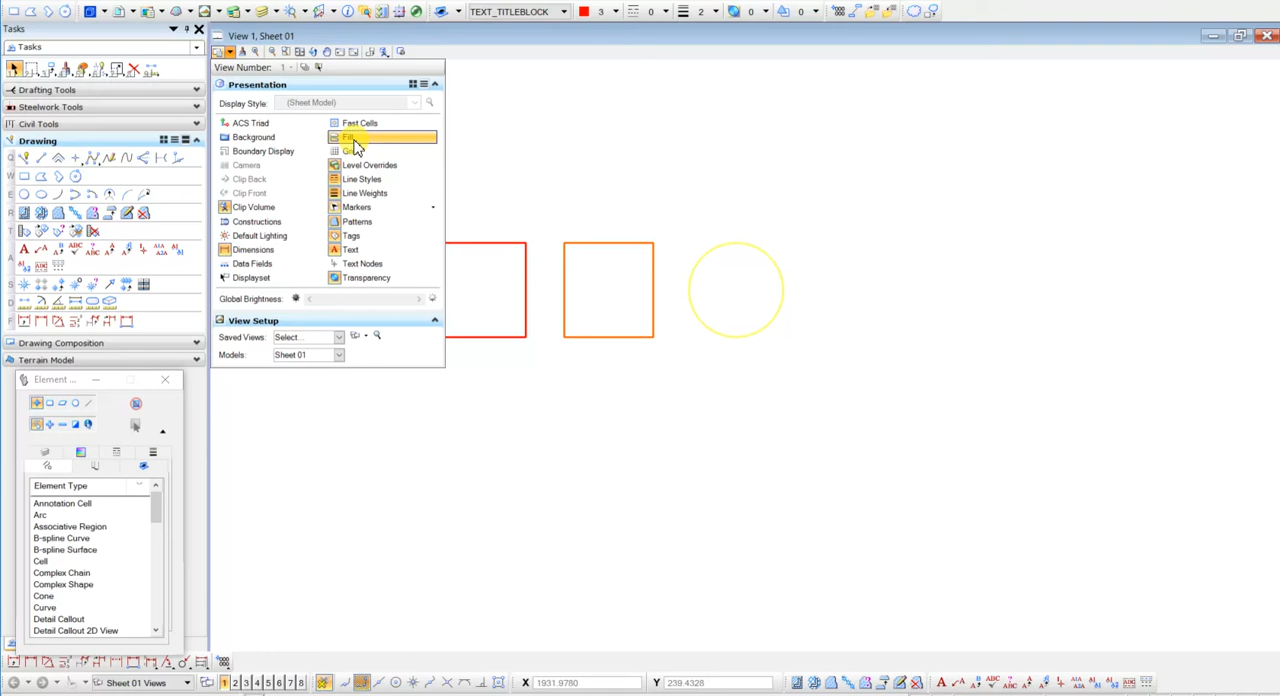 TEXT_TITLEBLOCK 3 0 2 0 0
Tasks
View 1, Sheet 01
Tasks
View Number: 1
Presentation
Display Style: (Sheet Model)
ACS Triad
Fast Cells
Background
Fill
Boundary Display
Camera
Level Overrides
Clip Back
Line Styles
Clip Front
Line Weights
Clip Volume
Markers
Constructions
Patterns
Default Lighting
Tags
Dimensions
Text
Data Fields
Text Nodes
Displayset
Transparency
Global Brightness:
View Setup
Saved Views: Select...
Models: Sheet 01
Drafting Tools
Steelwork Tools
Civil Tools
Drawing
Q
W
E
R
T
A
S
D
F
Drawing Composition
Terrain Model
Element ...
Element Type
Annotation Cell
Arc
Associative Region
B-spline Curve
B-spline Surface
Cell
Complex Chain
Complex Shape
Cone
Curve
Detail Callout
Detail Callout 2D View
Sheet 01 Views 1 2 3 4 5 6 7 8 X 1931.9780 Y 239.4328